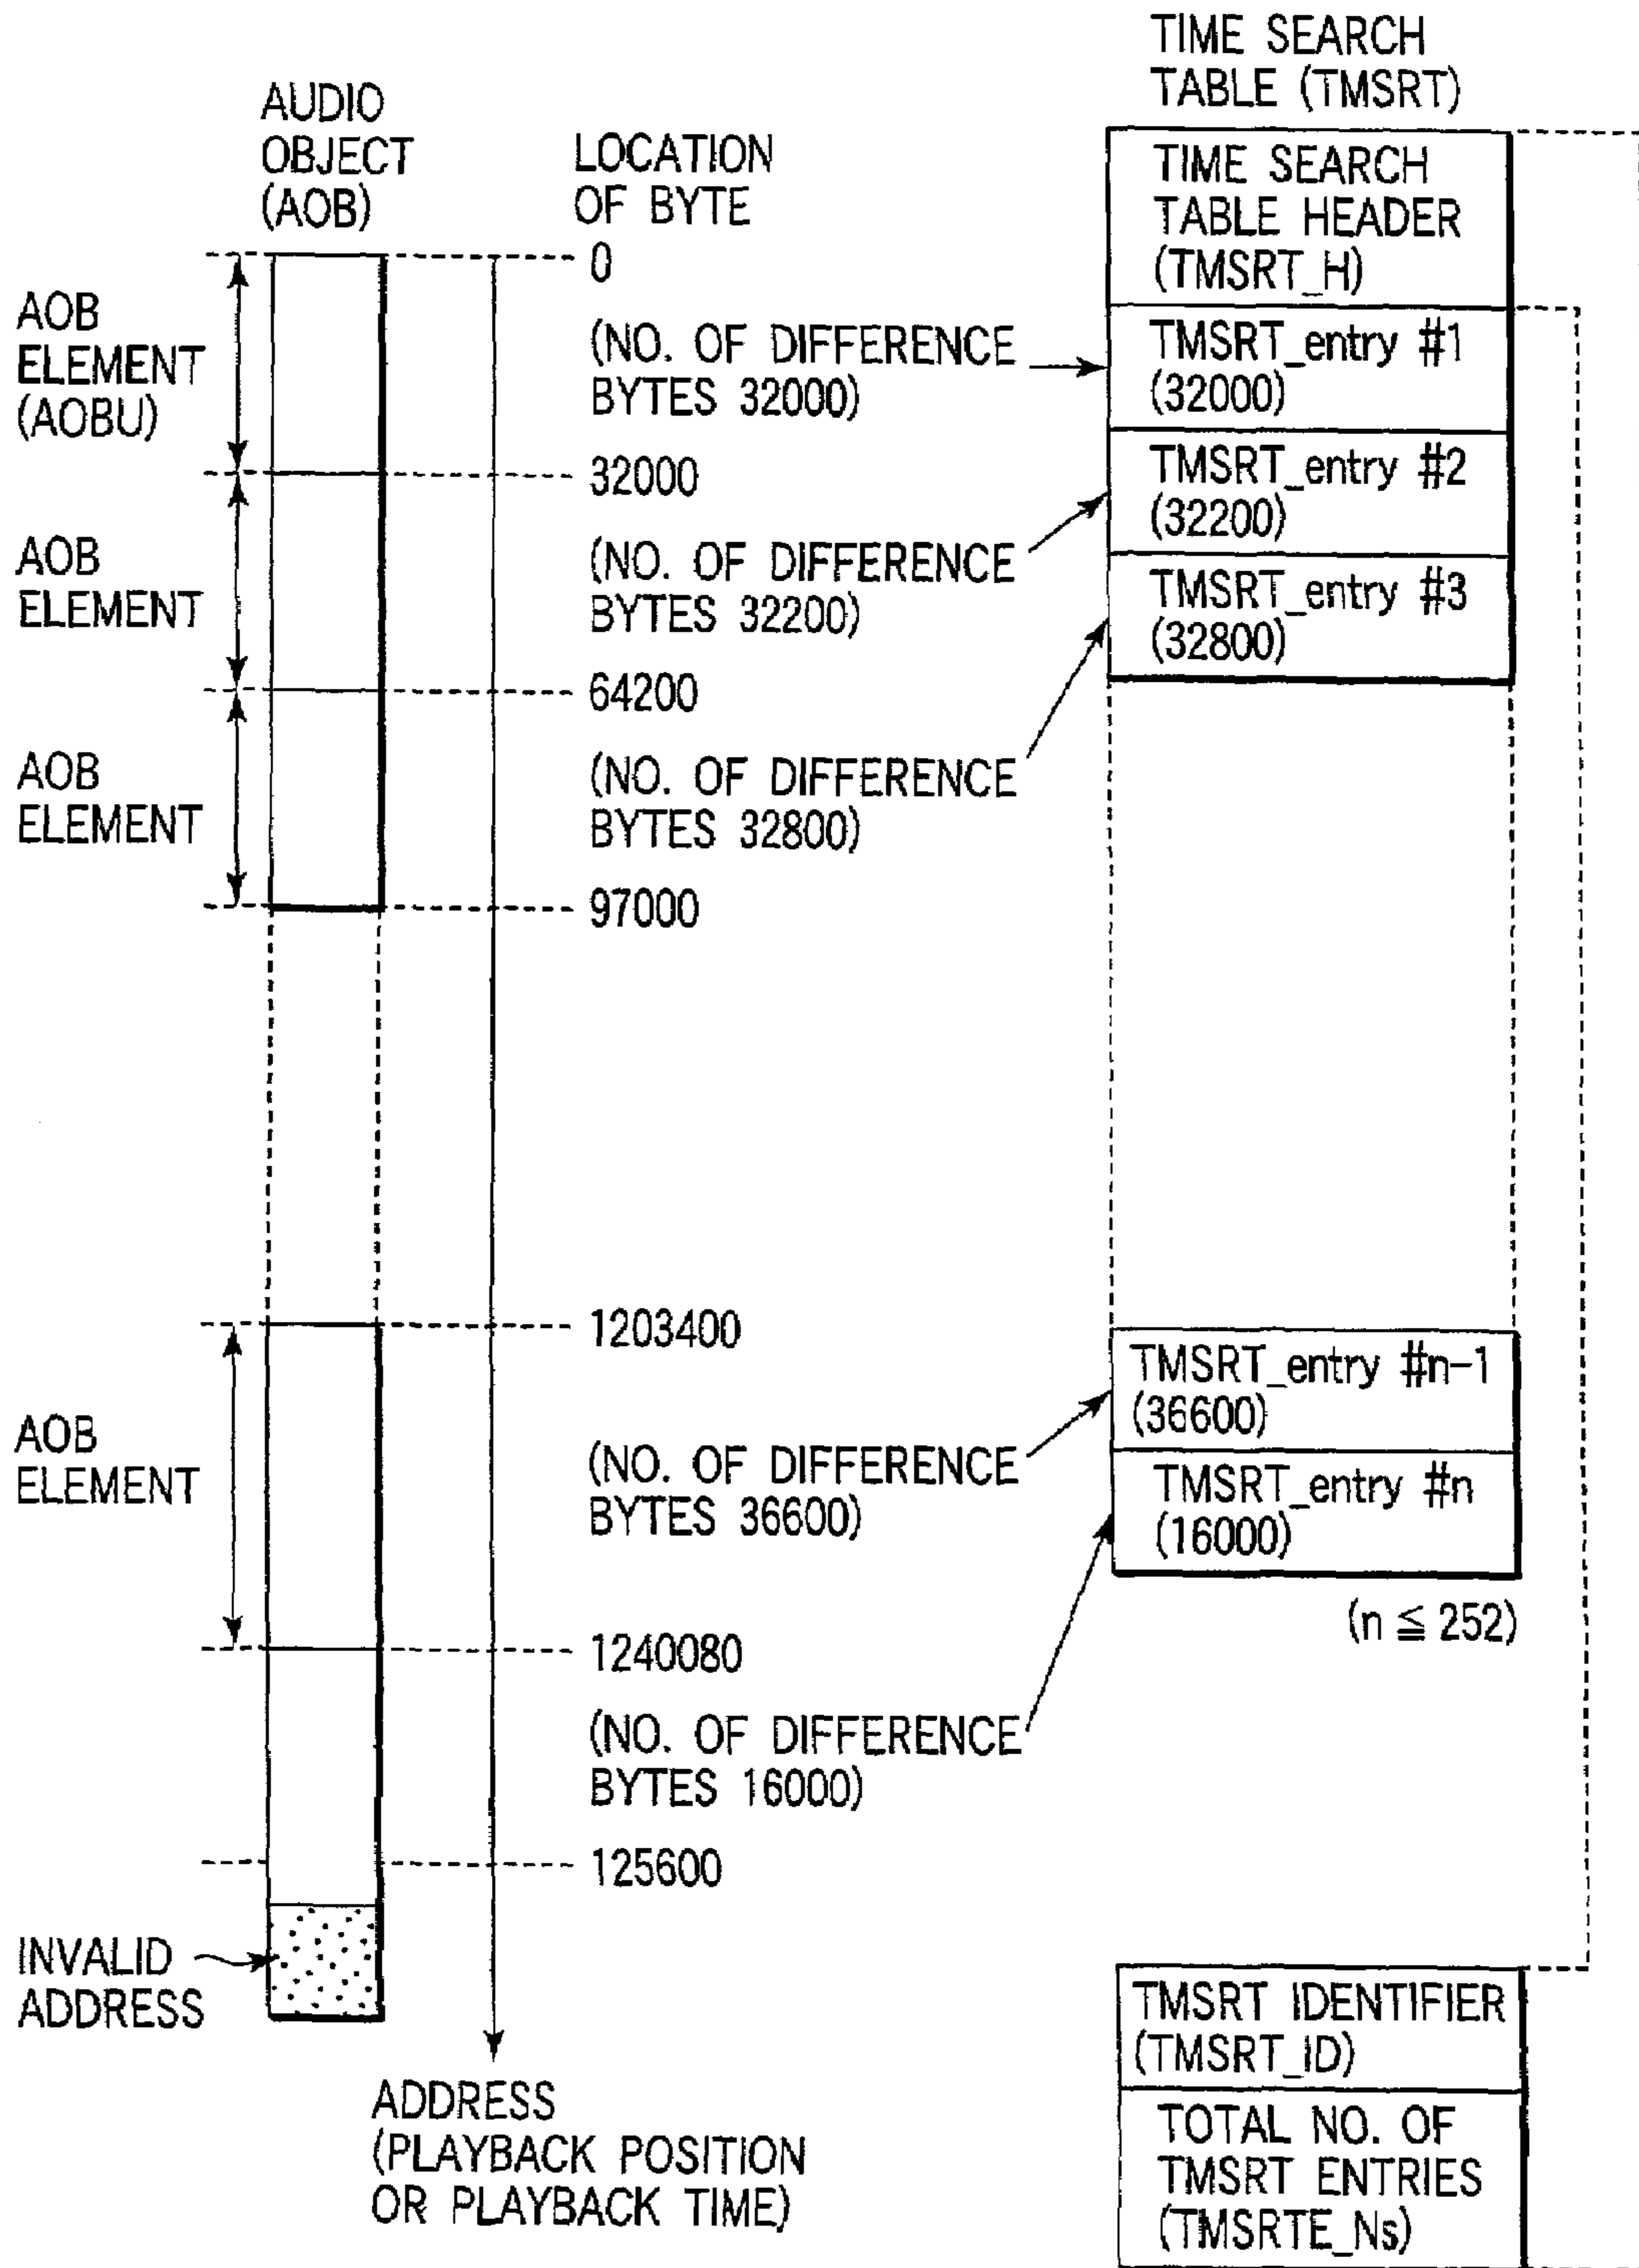 TIME SEARCH
TABLE (TMSRT)
AUDIO
OBJECT
(AOB)
LOCATION
OF BYTE
TIME SEARCH
TABLE HEADER
(TMSRT_H)
0
AOB
ELEMENT
(AOBU)
(NO. OF DIFFERENCE
BYTES 32000)
TMSRT_entry #1
(32000)
32000
TMSRT_entry #2
(32200)
AOB
ELEMENT
(NO. OF DIFFERENCE
BYTES 32200)
TMSRT_entry #3
(32800)
64200
AOB
ELEMENT
(NO. OF DIFFERENCE
BYTES 32800)
97000
1203400
TMSRT_entry #n-1
(36600)
AOB
ELEMENT
(NO. OF DIFFERENCE
BYTES 36600)
TMSRT_entry #n
(16000)
(n ≦ 252)
1240080
(NO. OF DIFFERENCE
BYTES 16000)
125600
INVALID
ADDRESS
TMSRT IDENTIFIER
(TMSRT_ID)
ADDRESS
(PLAYBACK POSITION
OR PLAYBACK TIME)
TOTAL NO. OF
TMSRT ENTRIES
(TMSRTE_Ns)